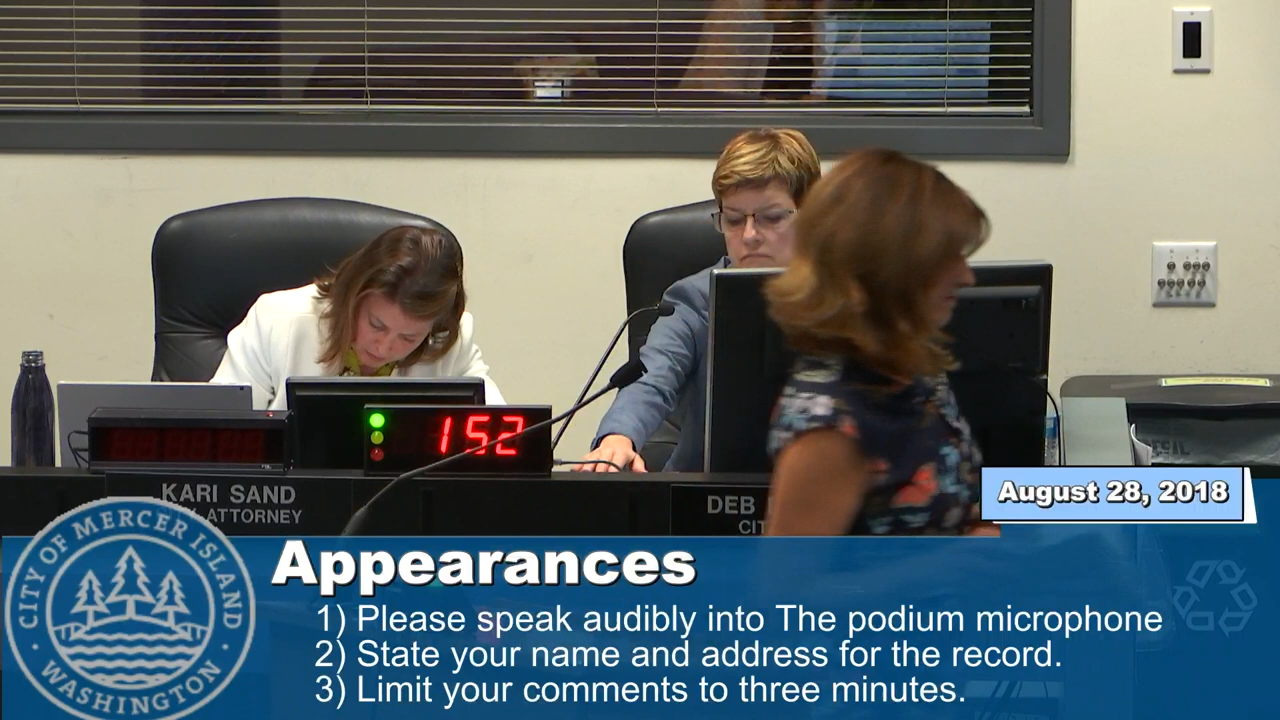 152
KARI SAND
ATTORNEY
DEB
August 28, 2018
CITY OF MERCER ISLAND
WASHINGTON
Appearances
1) Please speak audibly into The podium microphone
2) State your name and address for the record.
3) Limit your comments to three minutes.